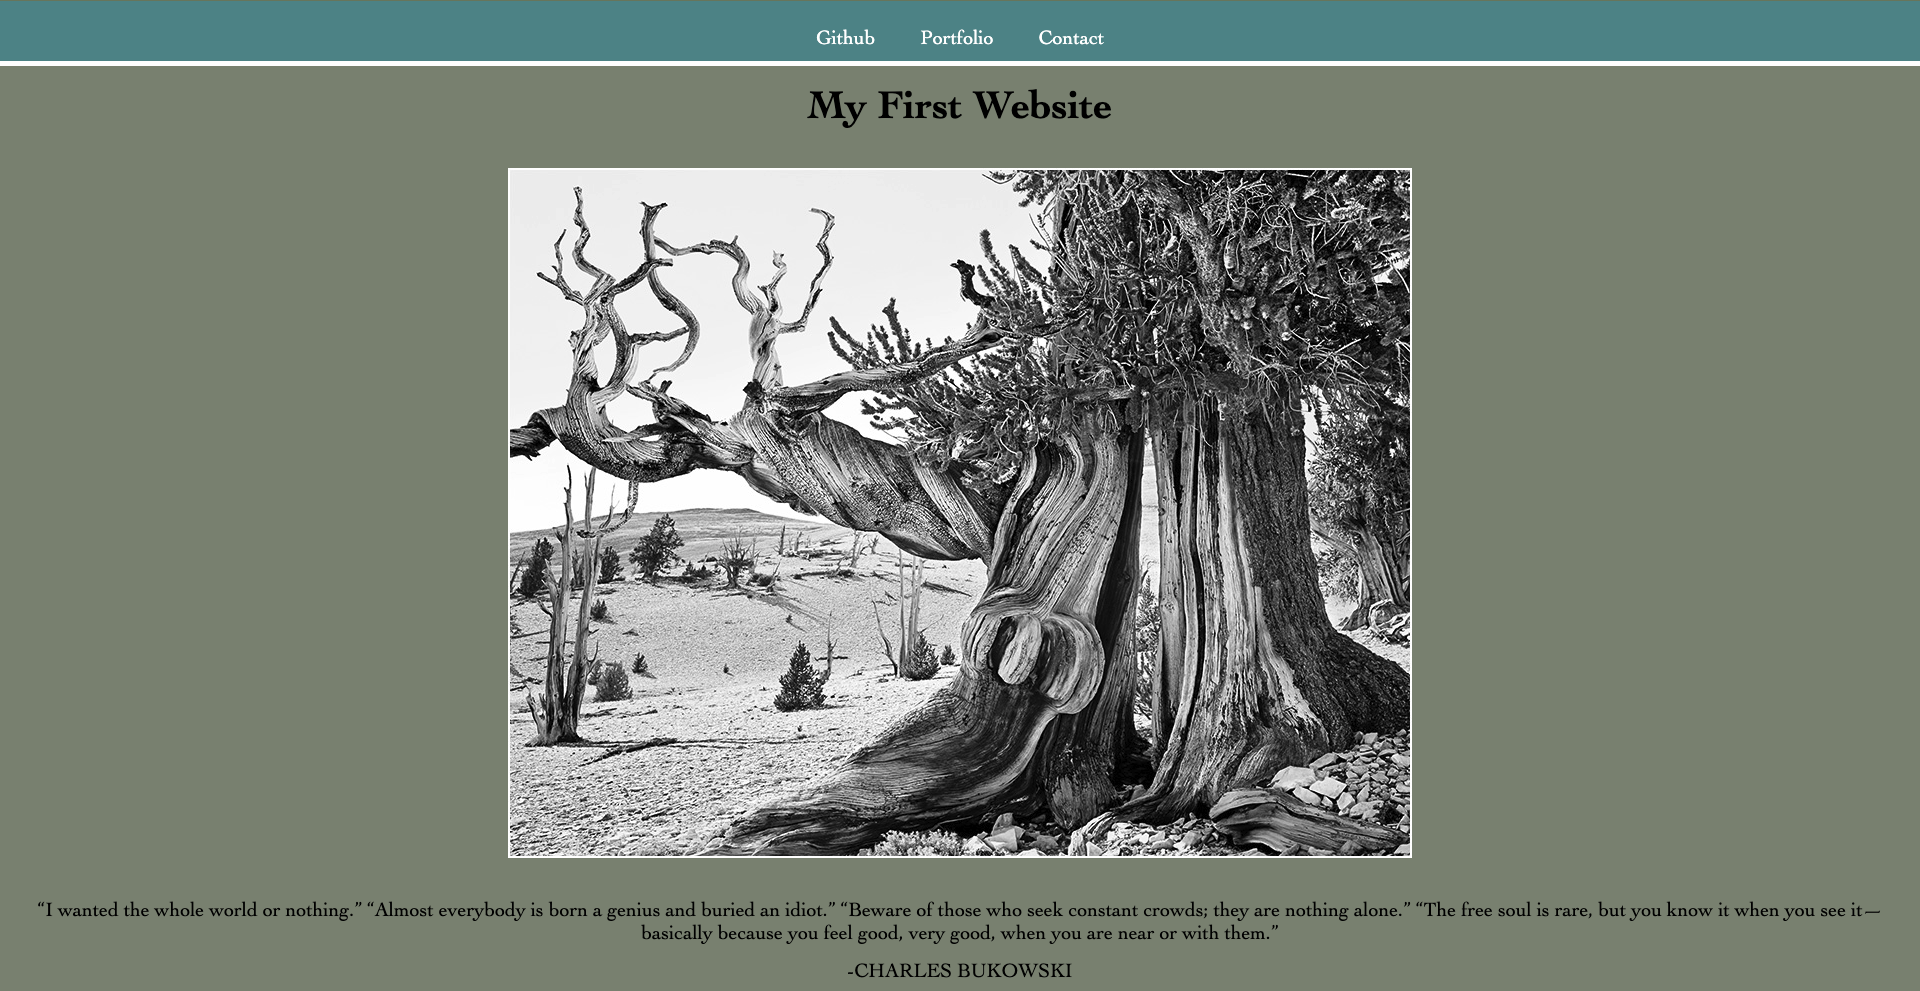 Github Portfolio Contact
My First Website
“I wanted the whole world or nothing.” “Almost everybody is born a genius and buried an idiot.” “Beware of those who seek constant crowds; they are nothing alone.” “The free soul is rare, but you know it when you see it—
basically because you feel good, very good, when you are near or with them.”
-CHARLES BUKOWSKI